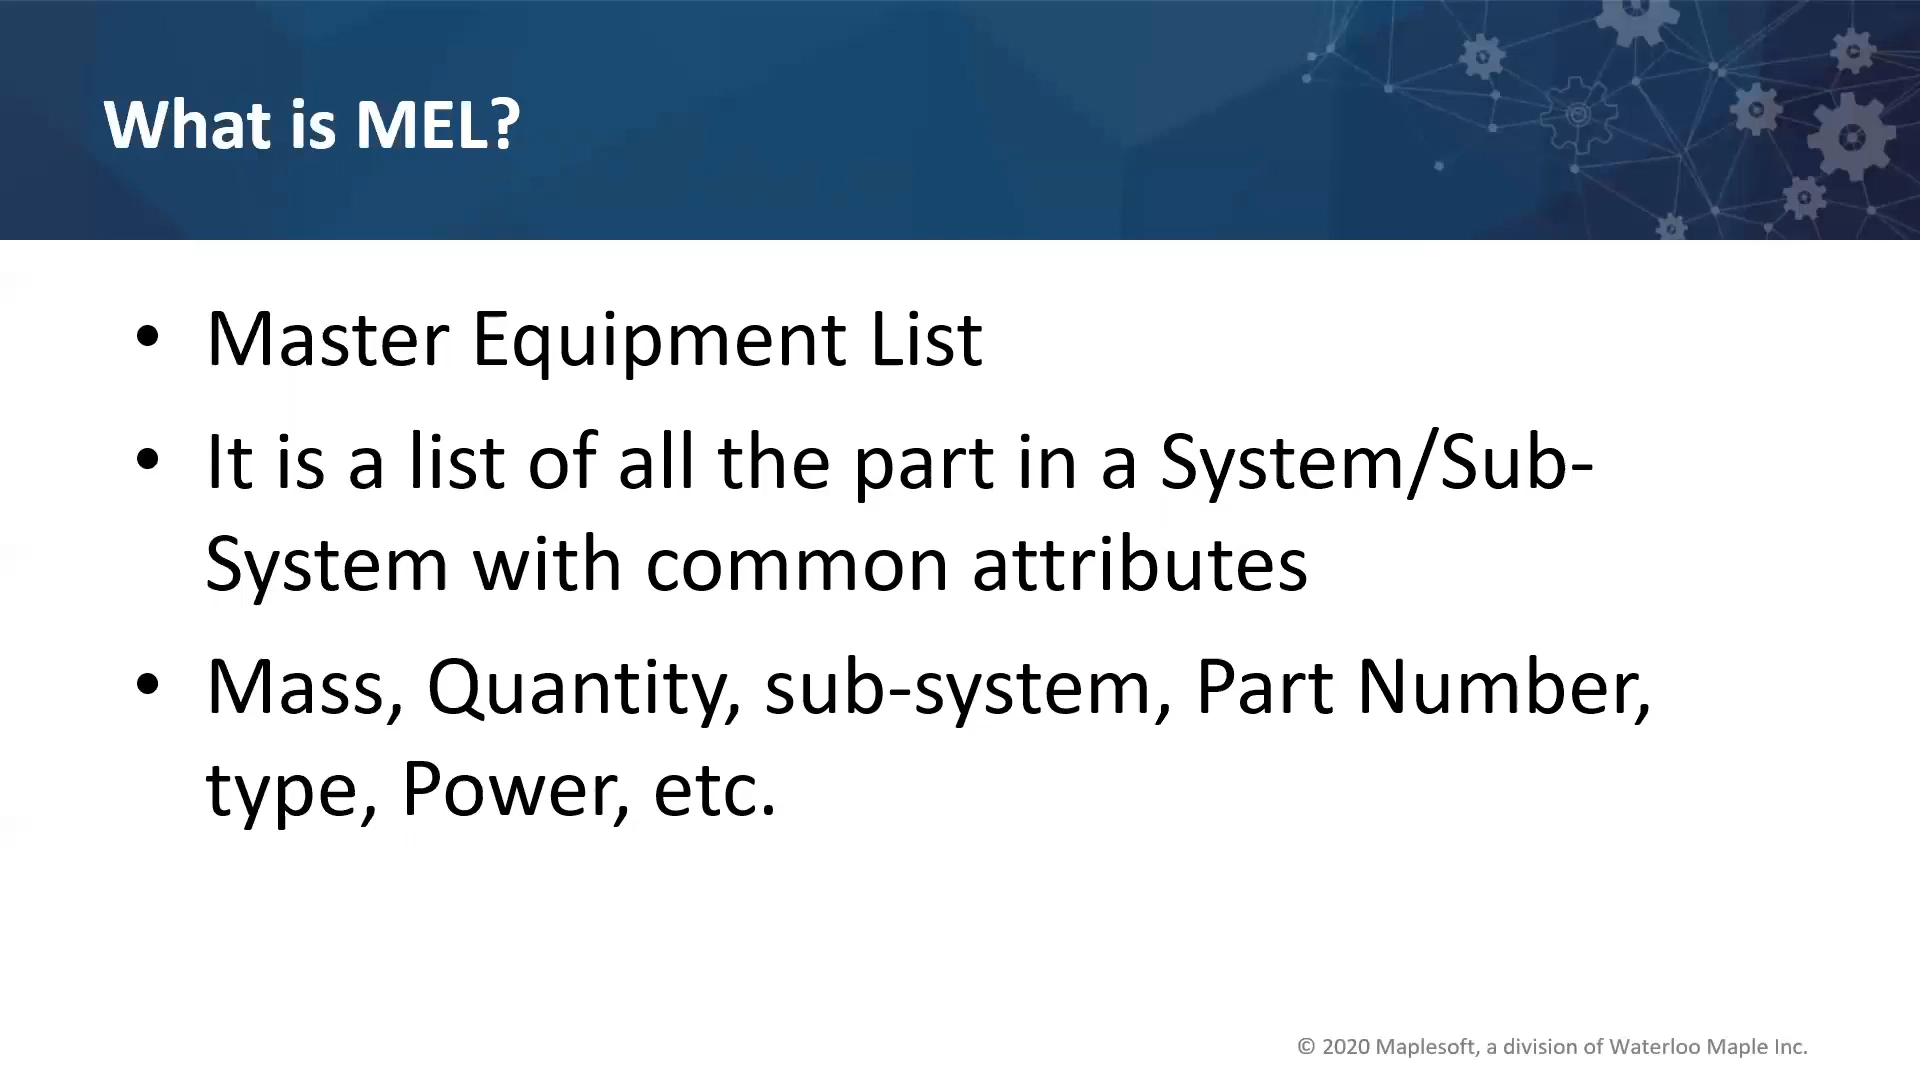 What is MEL?
• Master Equipment List
• It is a list of all the part in a System/Sub-
System with common attributes
• Mass, Quantity, sub-system, Part Number,
type, Power, etc.
© 2020 Maplesoft, a division of Waterloo Maple Inc.